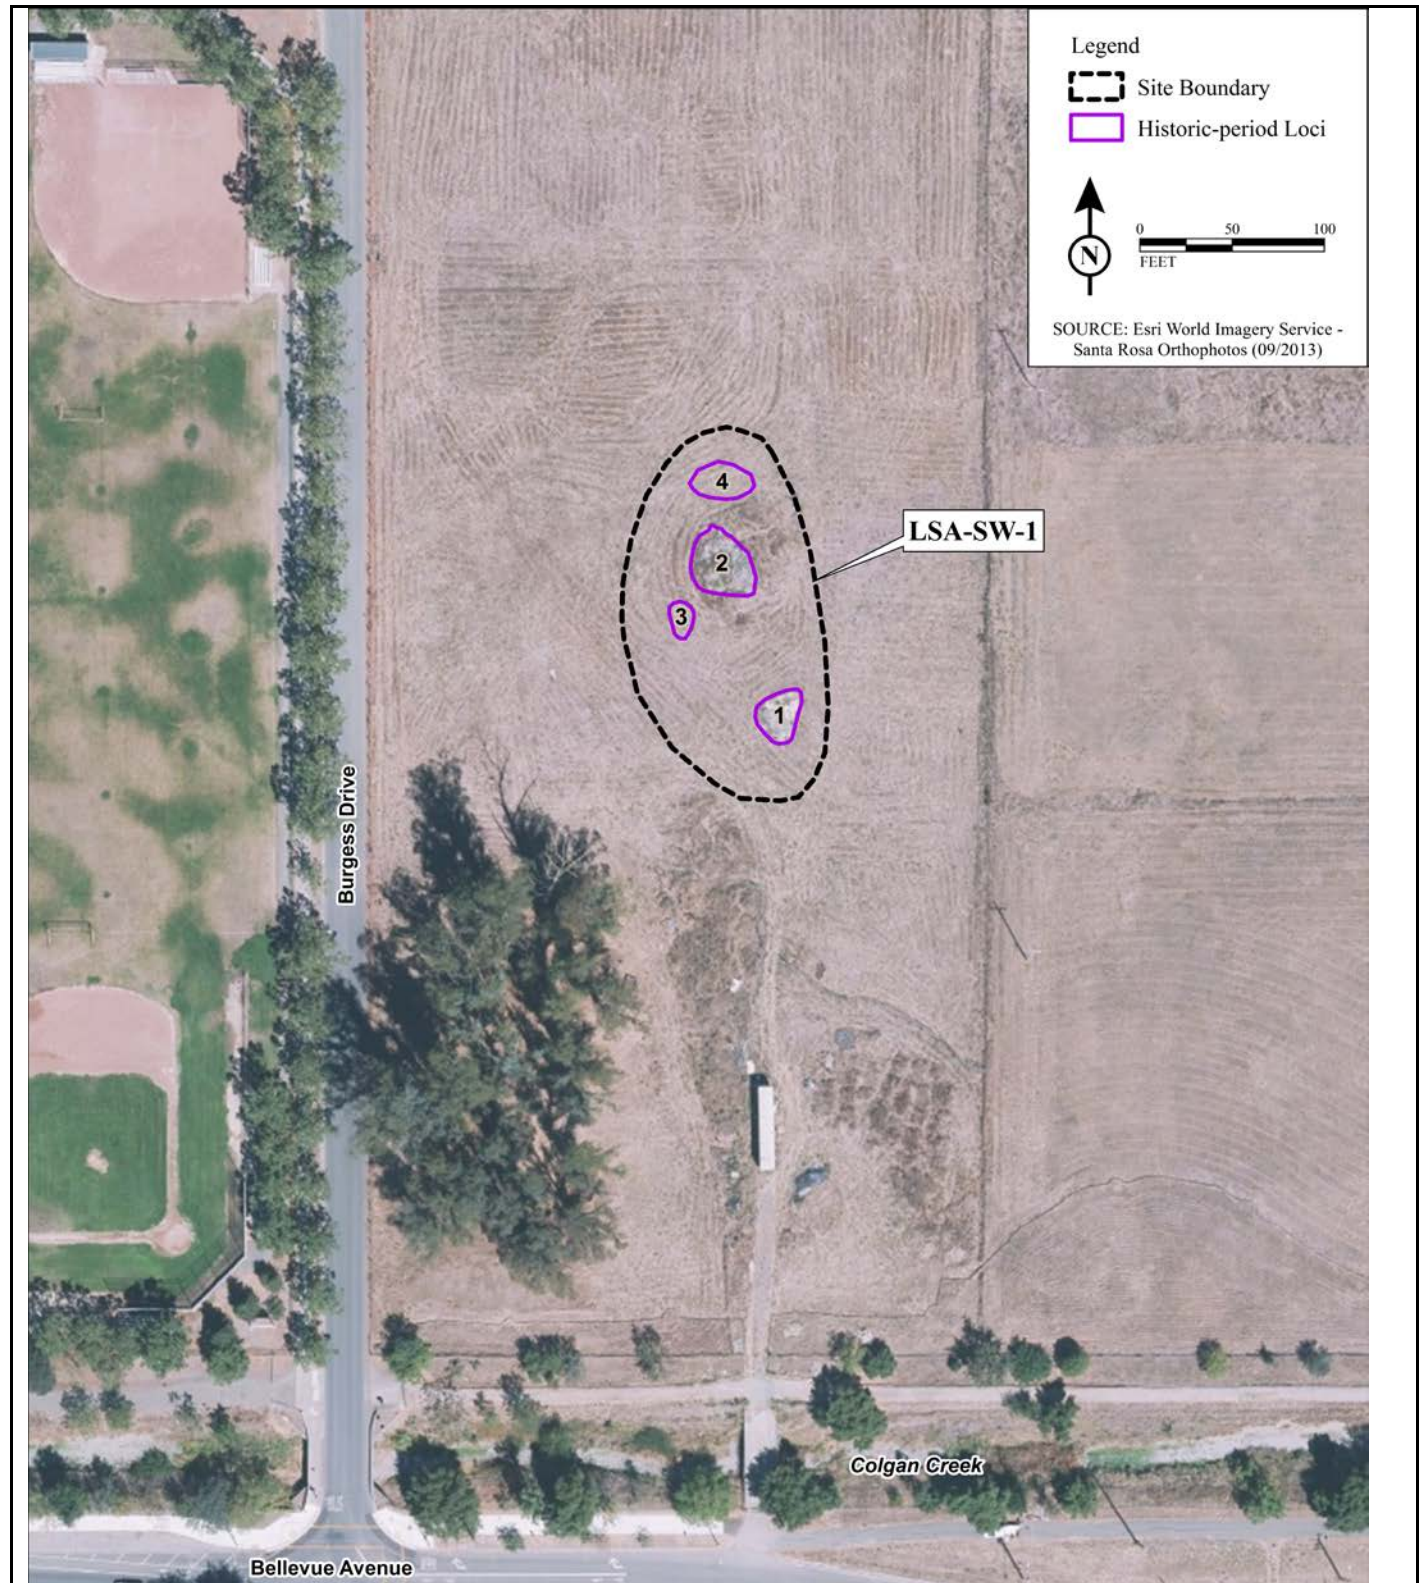 Legend
Site Boundary
Historic-period Loci
0 50 100
FEET
N
SOURCE: Esri World Imagery Service -
Santa Rosa Orthophotos (09/2013)
4
LSA-SW-1
2
3
1
Burgess Drive
Colgan Creek
Bellevue Avenue